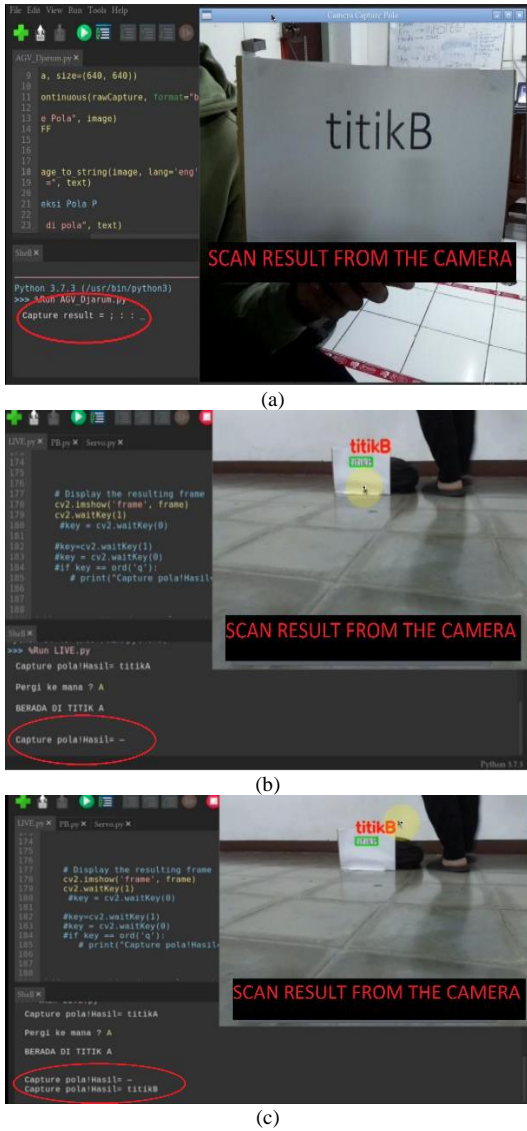 File Edit View Run Tools Help
Camera Capture Pola
AGV_Djarum.py ×
9 a, size=(640, 640))
10
11 ontinuous(rawCapture, format="b
12
13 e Pola", image)
14 FF
15
16
17
18 age_to_string(image, lang='eng'
19 =", text)
20
21 eksi Pola P
22
23 di pola", text)
titikB
SCAN RESULT FROM THE CAMERA
Shell ×
Python 3.7.3 (/usr/bin/python3)
>>> %Run AGV_Djarum.py
Capture result = ; : : _
(a)
LIVE.py × PB.py × Servo.py ×
174
175
176
177 # Display the resulting frame
178 cv2.imshow('frame', frame)
179 cv2.waitKey(1)
180 #key = cv2.waitKey(0)
181
182 #key=cv2.waitKey(1)
183 #key = cv2.waitKey(0)
184 #if key == ord('q'):
185 # print("Capture pola!Hasil=
186
187
188
titikB
SCAN RESULT FROM THE CAMERA
Shell ×
>>> %Run LIVE.py
Capture pola!Hasil= titikA
Pergi ke mana ? A
BERADA DI TITIK A
Capture pola!Hasil= —
Python 3.7.3
(b)
LIVE.py × PB.py × Servo.py ×
174
175
176
177 # Display the resulting frame
178 cv2.imshow('frame', frame)
179 cv2.waitKey(1)
180 #key = cv2.waitKey(0)
181
182 #key=cv2.waitKey(1)
183 #key = cv2.waitKey(0)
184 #if key == ord('q'):
185 # print("Capture pola!Hasil=
186
187
188
titikB
SCAN RESULT FROM THE CAMERA
Shell ×
Capture pola!Hasil= titikA
Pergi ke mana ? A
BERADA DI TITIK A
Capture pola!Hasil= —
Capture pola!Hasil= titikB
(c)